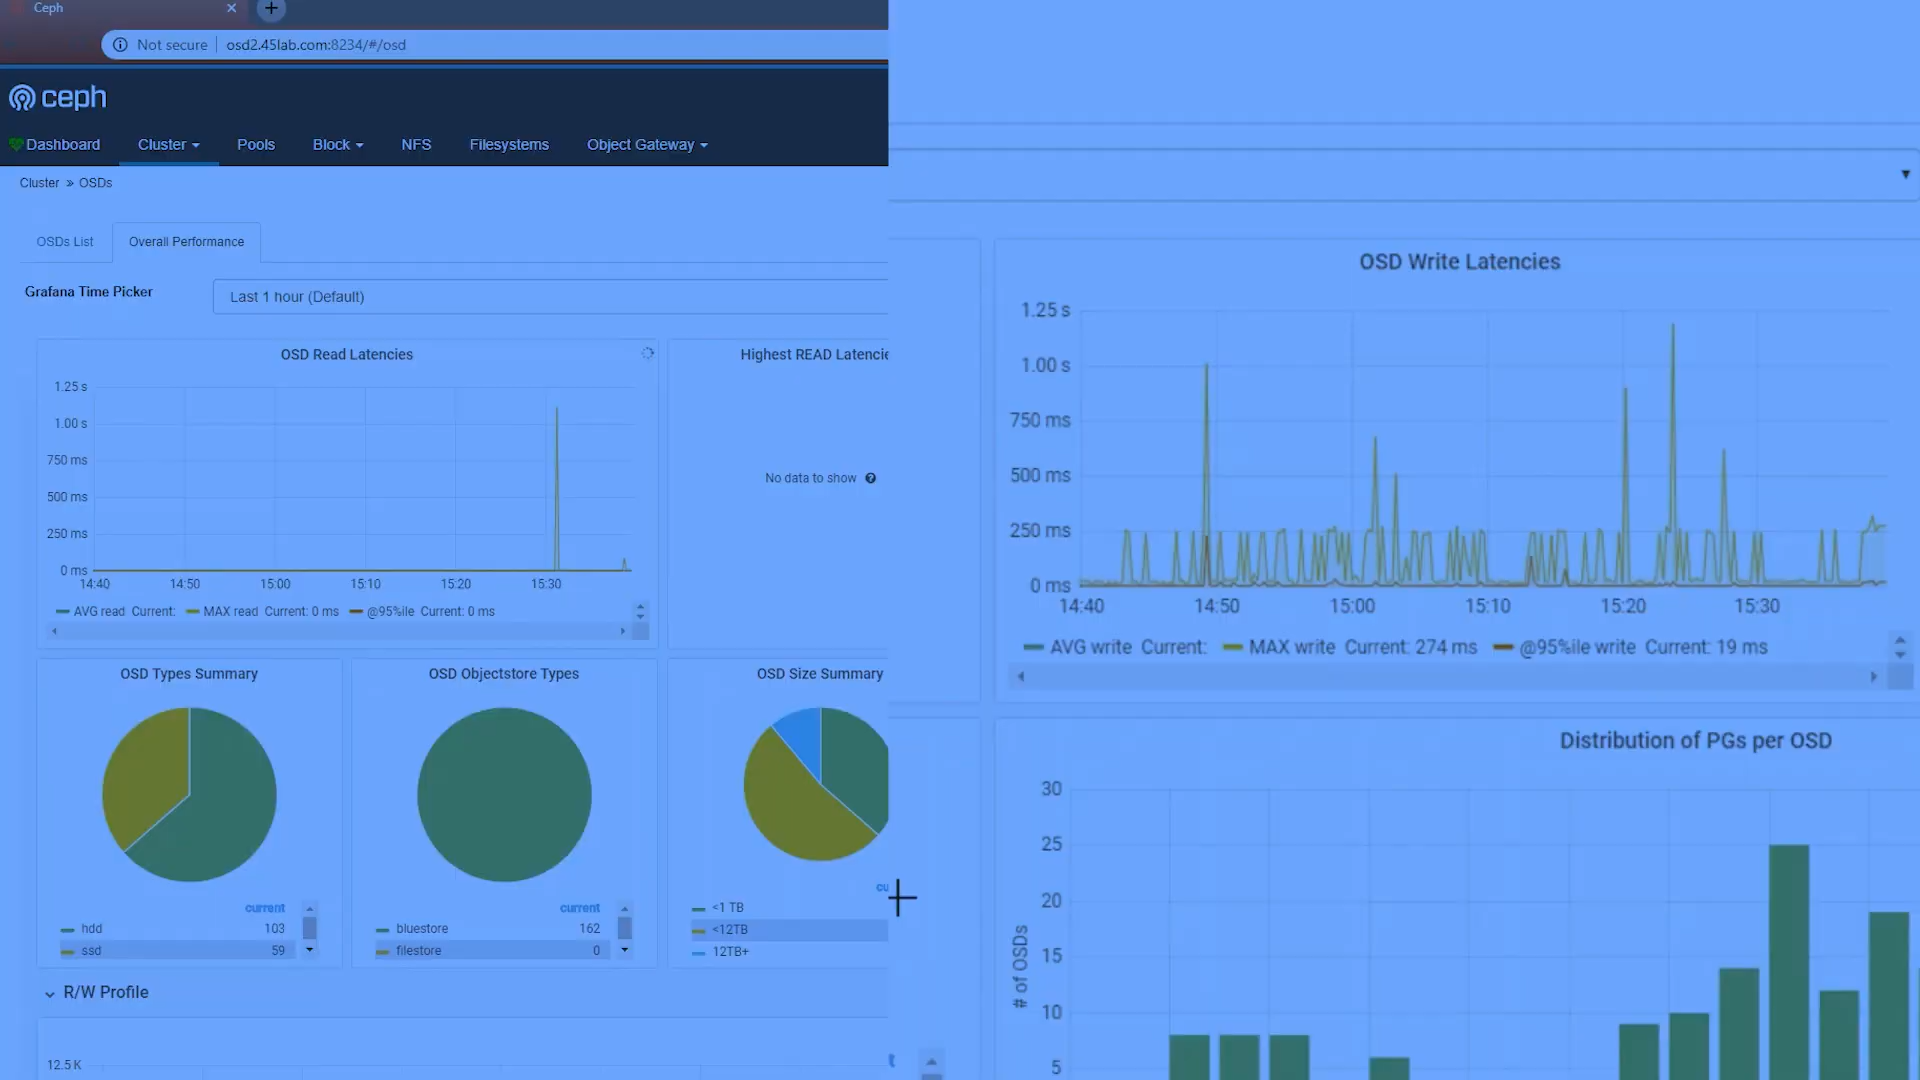 Ceph
Not secure osd2.45lab.com:8234/#/osd
ceph
Dashboard Cluster Pools Block NFS Filesystems Object Gateway
Cluster » OSDs
OSDs List Overall Performance
Grafana Time Picker Last 1 hour (Default)
OSD Read Latencies
1.25 s
1.00 s
750 ms
500 ms
250 ms
0 ms
14:40 14:50 15:00 15:10 15:20 15:30
AVG read Current: MAX read Current: 0 ms @95%ile Current: 0 ms
Highest READ Latencie
No data to show
OSD Types Summary
current
hdd 103
ssd 59
OSD Objectstore Types
current
bluestore 162
filestore 0
OSD Size Summary
cu
<1 TB
<12TB
12TB+
R/W Profile
12.5 K
OSD Write Latencies
1.25 s
1.00 s
750 ms
500 ms
250 ms
0 ms
14:40 14:50 15:00 15:10 15:20 15:30
AVG write Current: MAX write Current: 274 ms @95%ile write Current: 19 ms
Distribution of PGs per OSD
# of OSDs
30
25
20
15
10
5